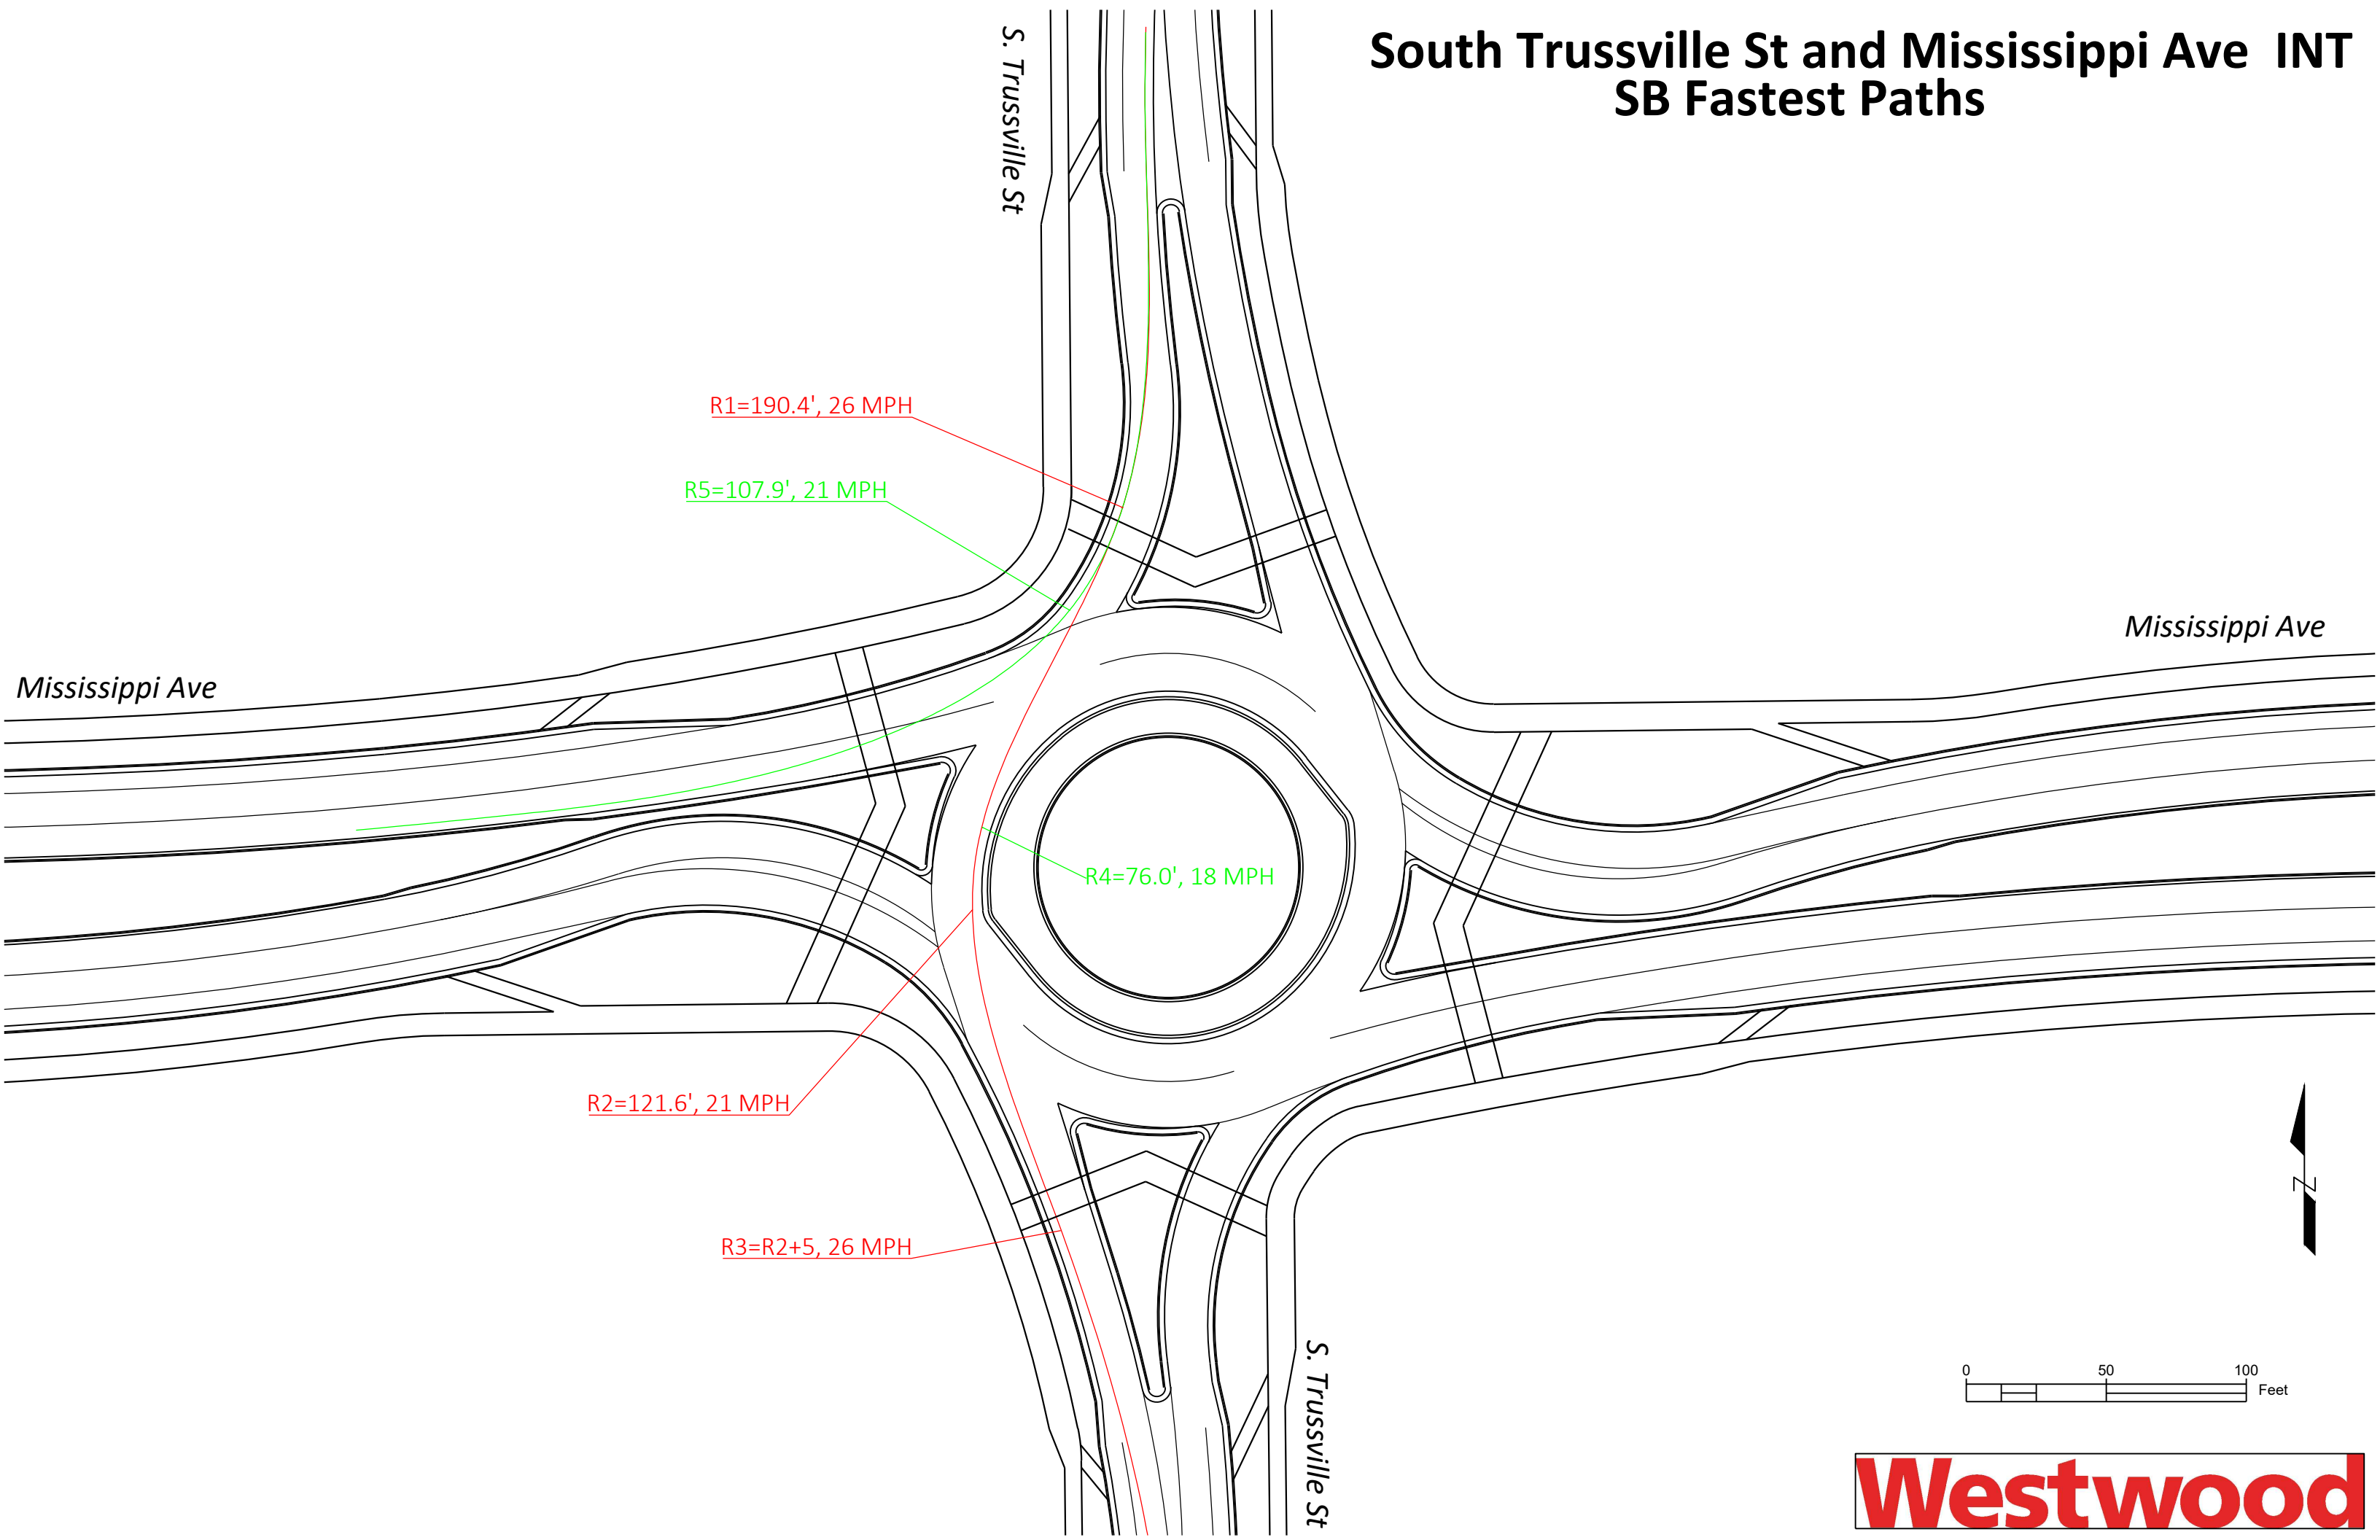 South Trussville St and Mississippi Ave  INT
SB Fastest Paths
S. Trussville St
R1=190.4', 26 MPH
R5=107.9', 21 MPH
Mississippi Ave
Mississippi Ave
R4=76.0', 18 MPH
R2=121.6', 21 MPH
R3=R2+5, 26 MPH
S. Trussville St
Z
0 50 100
Feet
Westwood